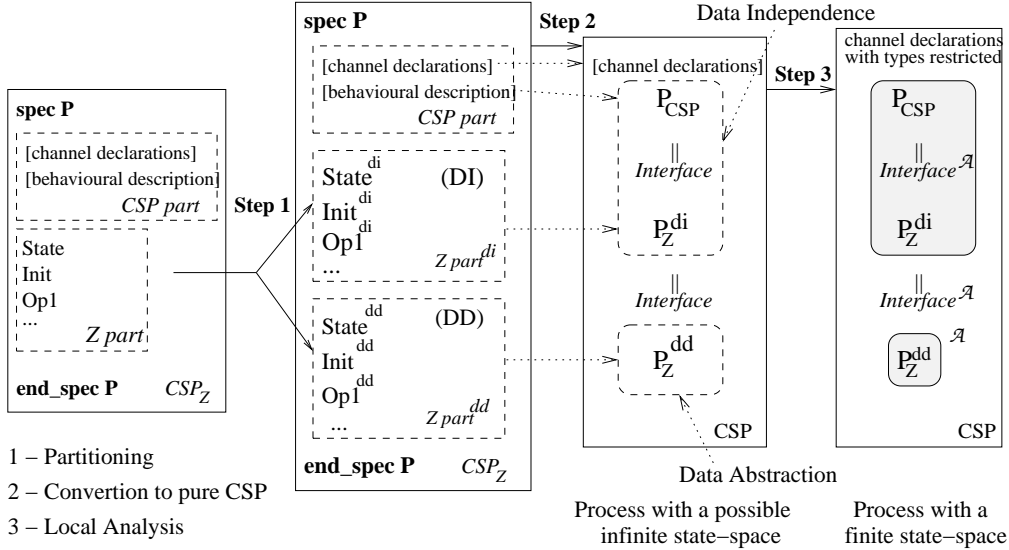 spec P
[channel declarations]
[behavioural description]
CSP part
State
Init
Op1
...
Z part
end_spec P CSP_Z
Step 1
spec P
[channel declarations]
[behavioural description]
CSP part
State^di (DI)
Init^di
Op1^di
...
Z part^di
State^dd (DD)
Init^dd
Op1^dd
...
Z part^dd
end_spec P CSP_Z
Step 2
Data Independence
[channel declarations]
P_CSP
||
Interface
P_Z^di
||
Interface
P_Z^dd
CSP
Data Abstraction
Process with a possible
infinite state−space
Step 3
channel declarations
with types restricted
P_CSP
||
Interface^𝒜
P_Z^di
||
Interface^𝒜
P_Z^dd 𝒜
CSP
Process with a
finite state−space
1 − Partitioning
2 − Convertion to pure CSP
3 − Local Analysis